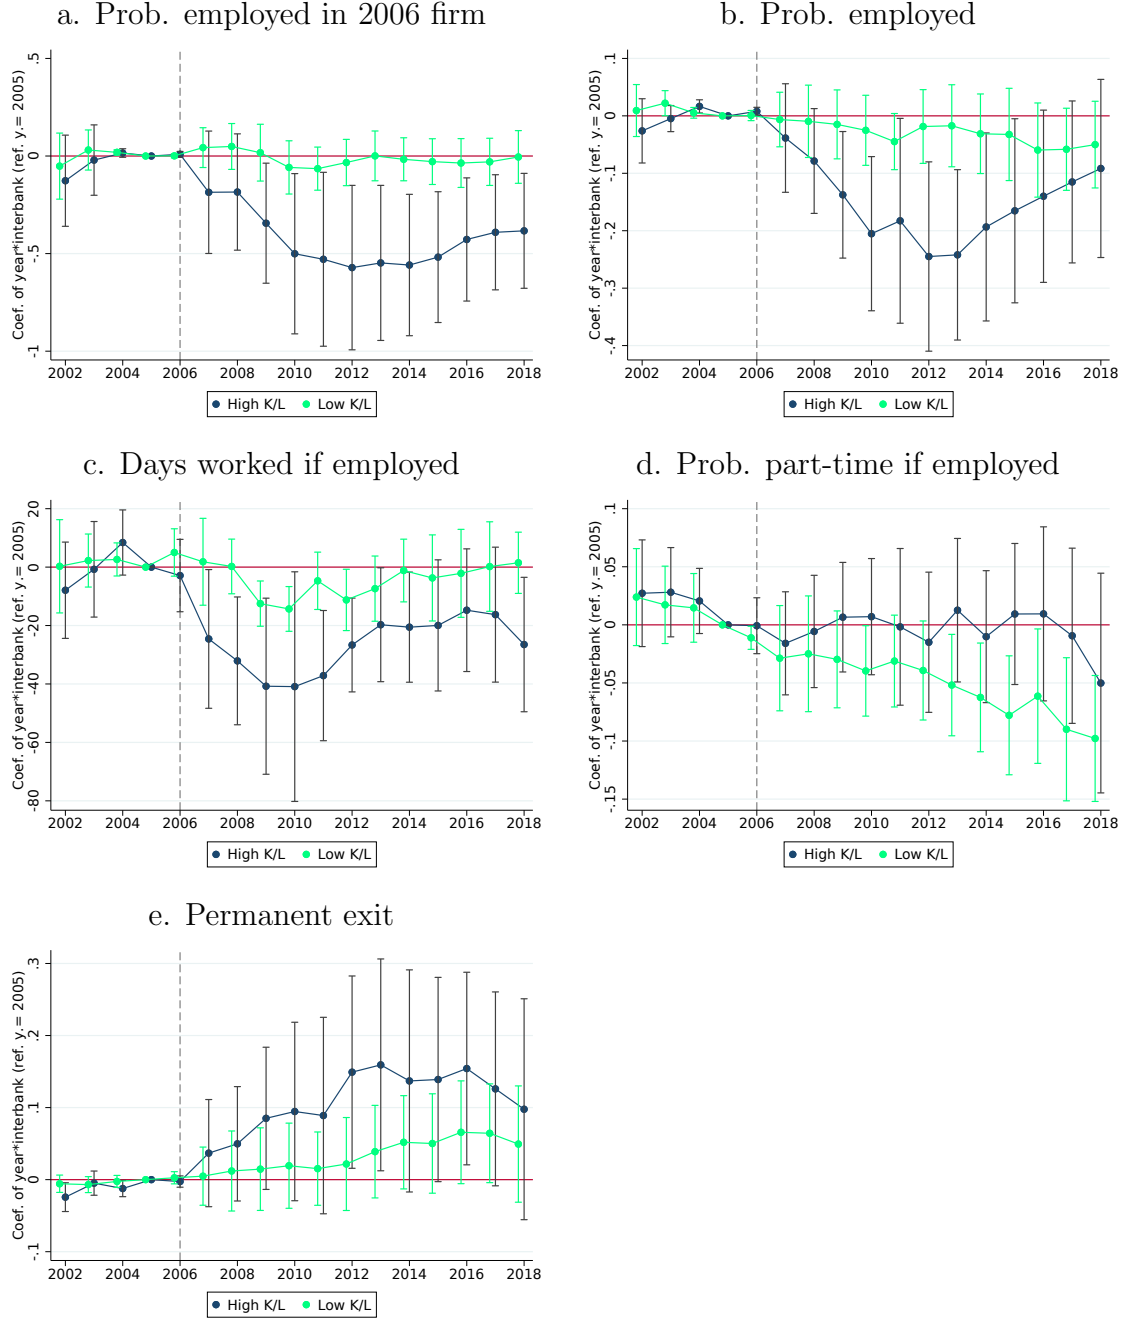 a. Prob. employed in 2006 firm
Coef. of year*interbank (ref. y.= 2005)
.5
0
-.5
-1
2002 2004 2006 2008 2010 2012 2014 2016 2018
High K/L Low K/L
b. Prob. employed
Coef. of year*interbank (ref. y.= 2005)
.1
0
-.1
-.2
-.3
-.4
2002 2004 2006 2008 2010 2012 2014 2016 2018
High K/L Low K/L
c. Days worked if employed
Coef. of year*interbank (ref. y.= 2005)
20
0
-20
-40
-60
-80
2002 2004 2006 2008 2010 2012 2014 2016 2018
High K/L Low K/L
d. Prob. part-time if employed
Coef. of year*interbank (ref. y.= 2005)
.1
.05
0
-.05
-.1
-.15
2002 2004 2006 2008 2010 2012 2014 2016 2018
High K/L Low K/L
e. Permanent exit
Coef. of year*interbank (ref. y.= 2005)
.3
.2
.1
0
-.1
2002 2004 2006 2008 2010 2012 2014 2016 2018
High K/L Low K/L